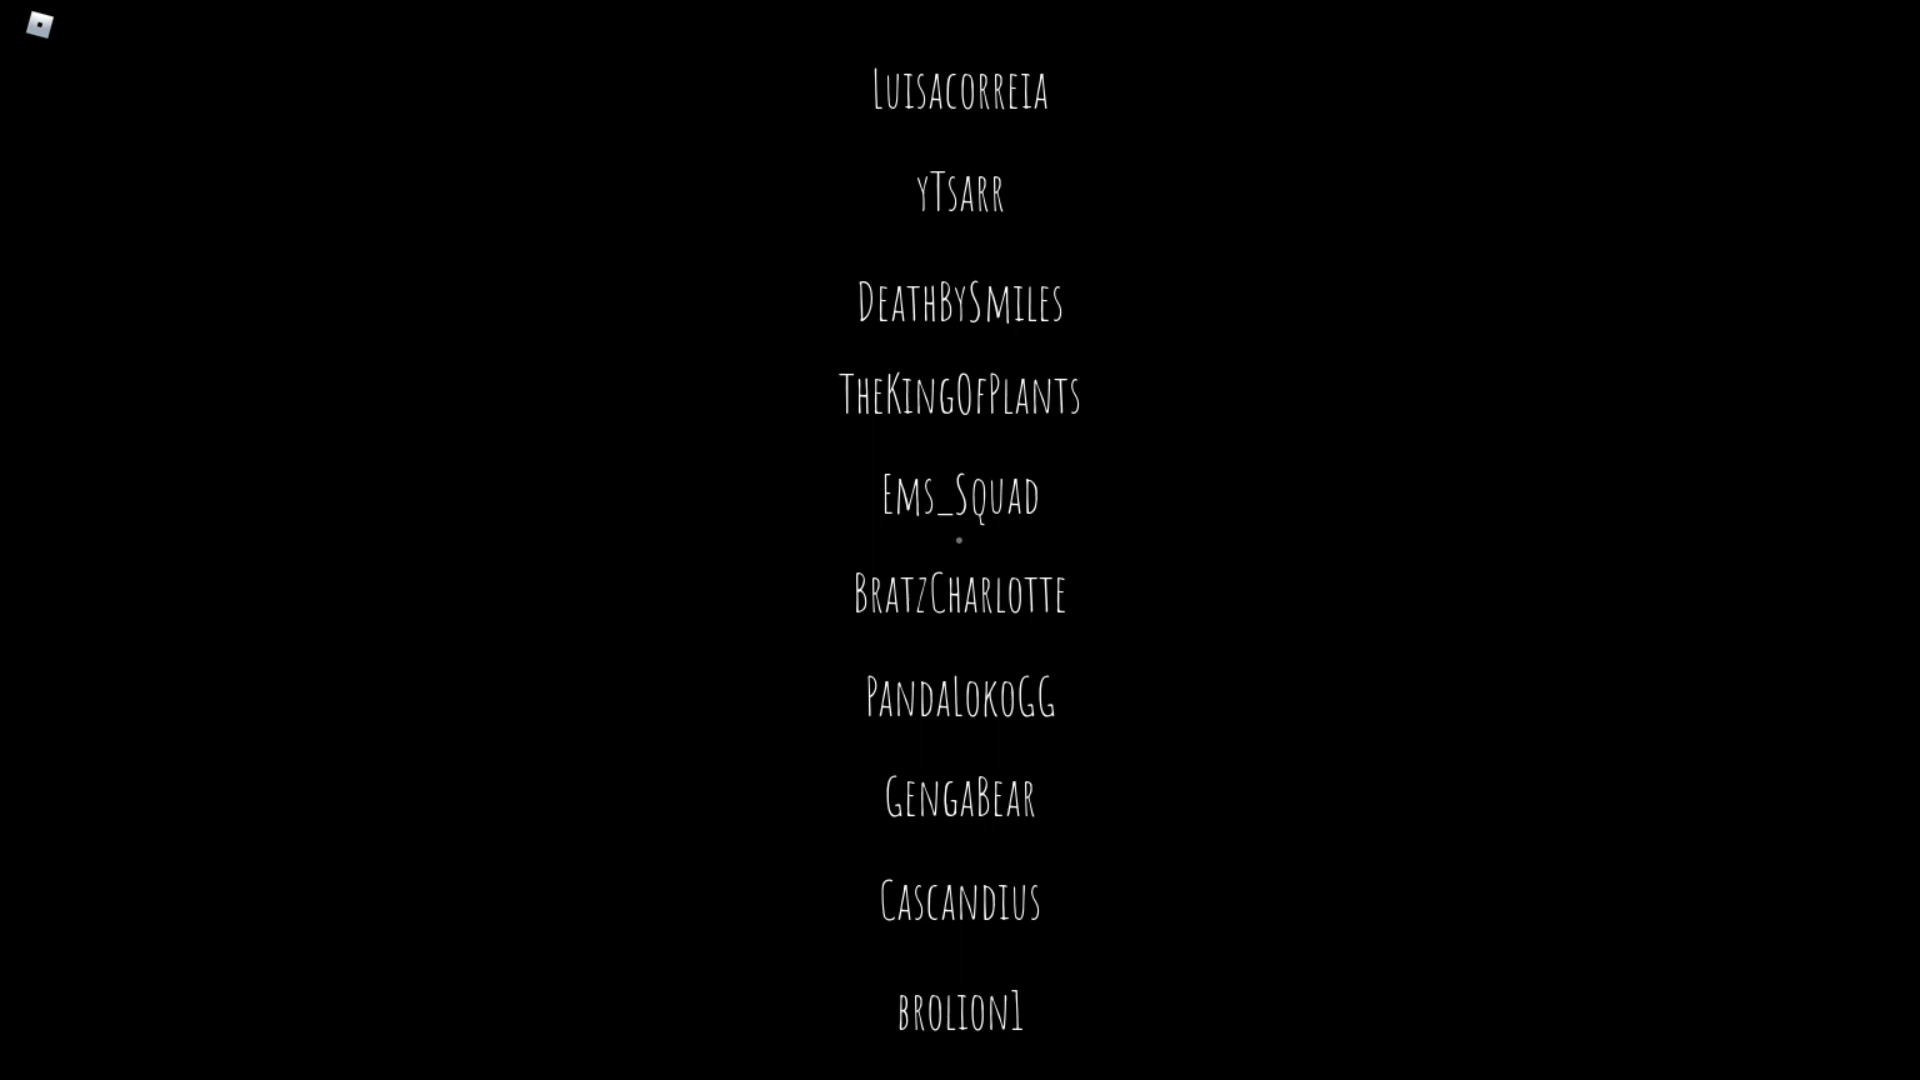 Luisacorreia
yTsarr
DeathBySmiles
TheKingOfPlants
Ems_Squad
BratzCharlotte
PandaLokoGG
GengaBear
Cascandius
brolion1